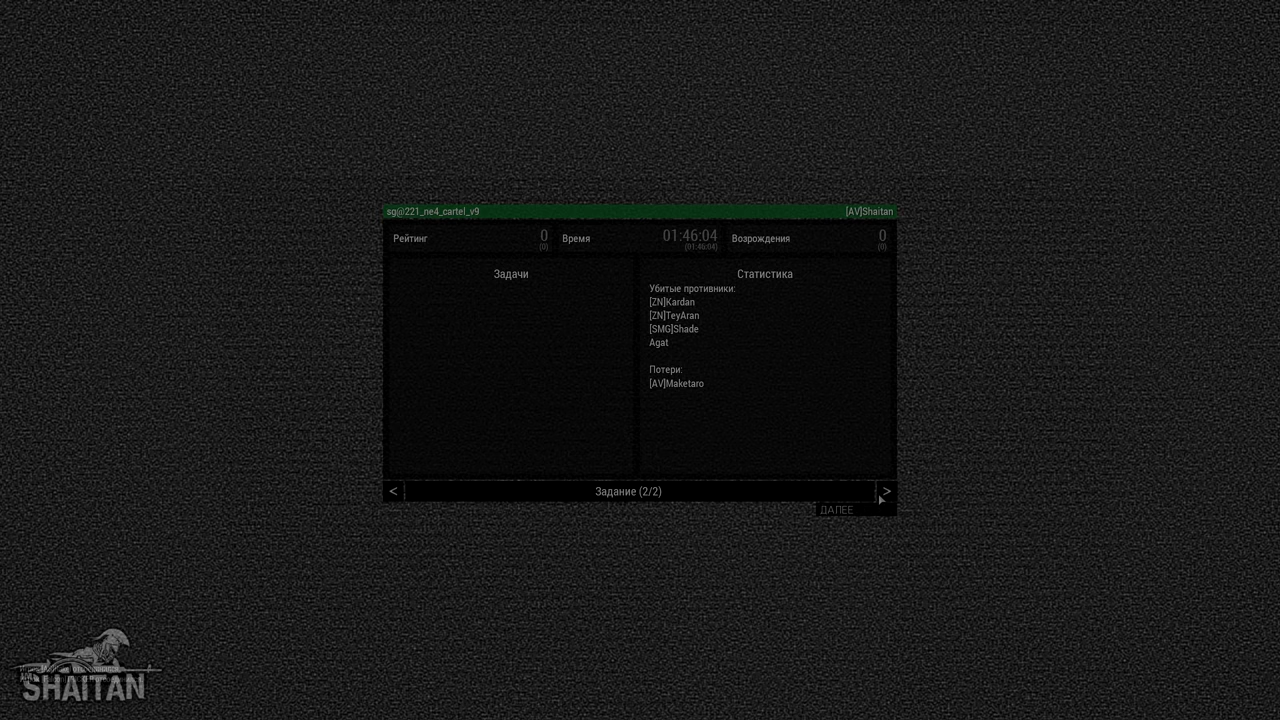 sg@221_ne4_cartel_v9
[AV]Shaitan
Рейтинг
0
(0)
Время
01:46:04
(01:46:04)
Возрождения
0
(0)
Задачи
Статистика
Убитые противники:
[ZN]Kardan
[ZN]TeyAran
[SMG]Shade
Agat
Потери:
[AV]Maketaro
<
Задание (2/2)
>
ДАЛЕЕ
SHAITAN